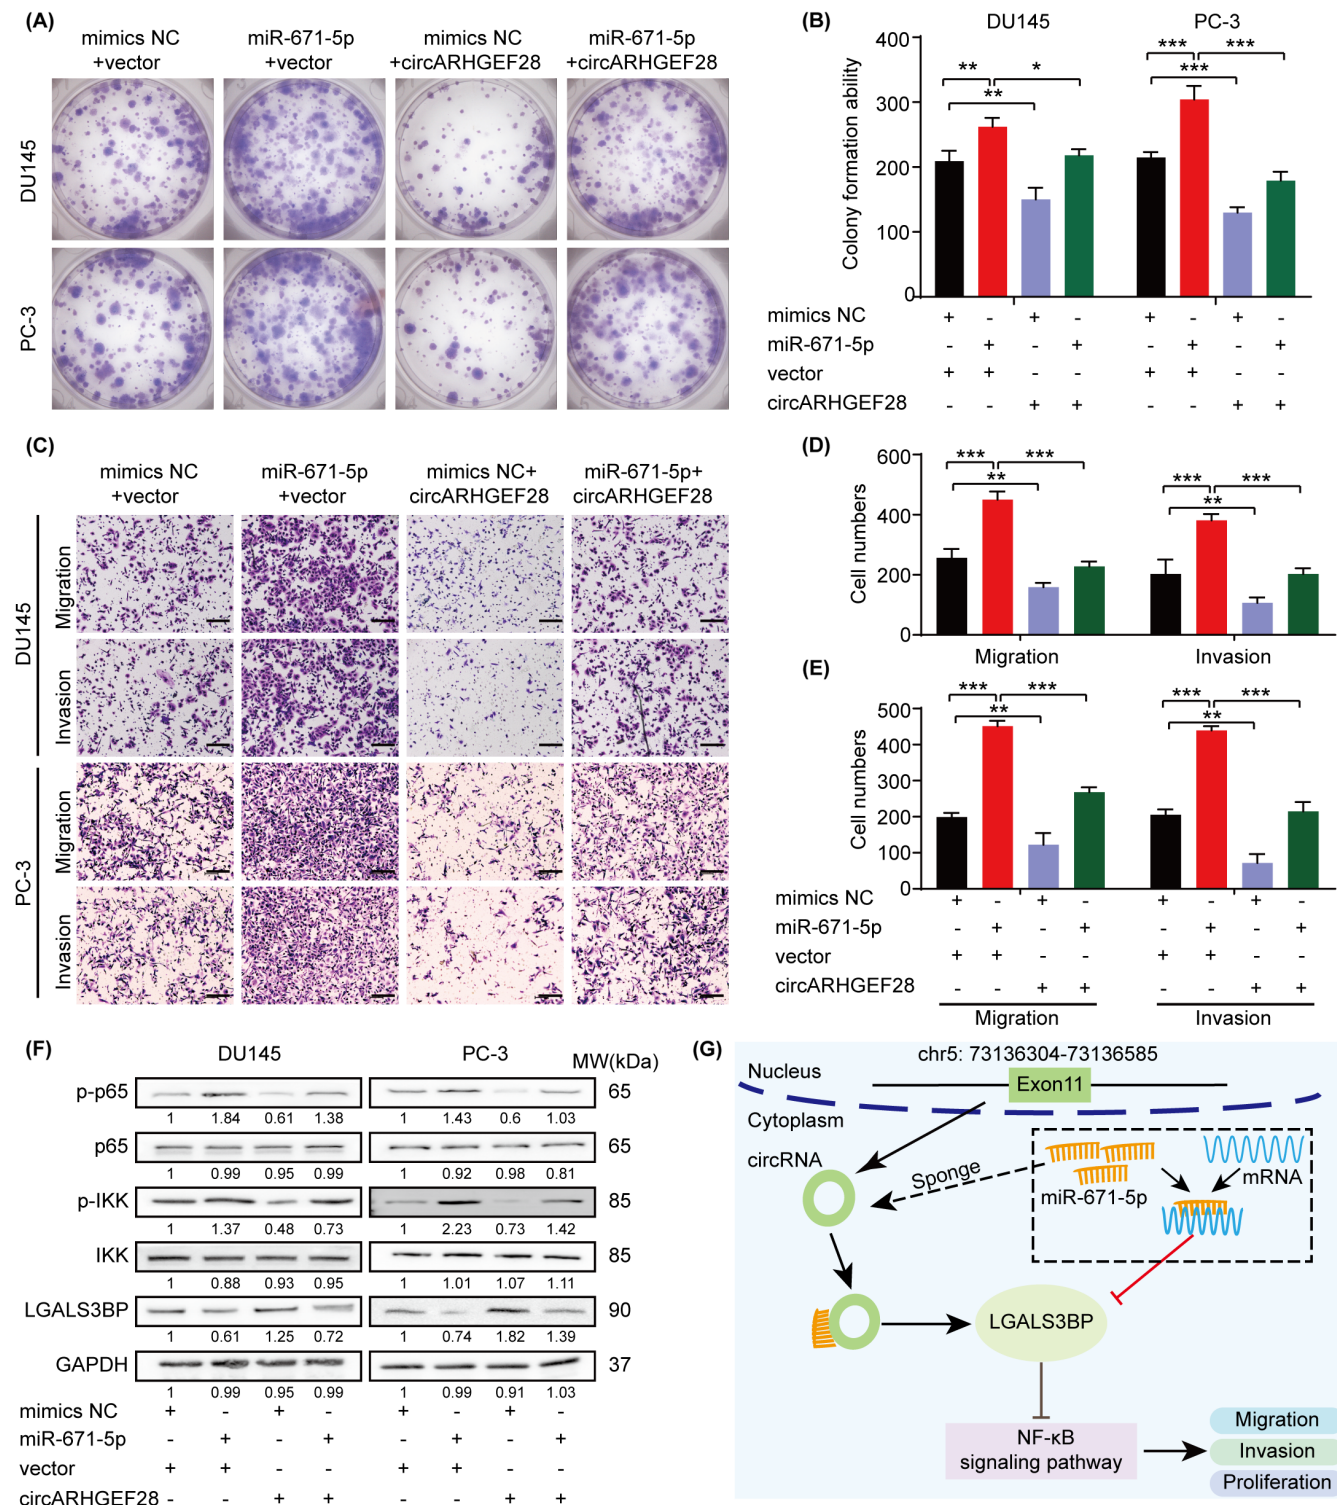 (A)
mimics NC
+vector
miR-671-5p
+vector
mimics NC
+circARHGEF28
miR-671-5p
+circARHGEF28
DU145
PC-3
(B)
DU145 PC-3
Colony formation ability
400
300
200
100
0
** * **
*** *** ***
mimics NC + - + - + - + -
miR-671-5p - + - + - + - +
vector + + - - + + - -
circARHGEF28 - - + + - - + +
(C)
mimics NC
+vector
miR-671-5p
+vector
mimics NC+
circARHGEF28
miR-671-5p+
circARHGEF28
DU145
Migration
Invasion
PC-3
Migration
Invasion
(D)
Cell numbers
600
400
200
0
*** *** **
*** *** **
Migration Invasion
(E)
Cell numbers
500
400
300
200
100
0
*** *** **
*** *** **
mimics NC + - + - + - + -
miR-671-5p - + - + - + - +
vector + + - - + + - -
circARHGEF28 - - + + - - + +
Migration Invasion
(F)
DU145 PC-3 MW(kDa)
p-p65 65
1 1.84 0.61 1.38 1 1.43 0.6 1.03
p65 65
1 0.99 0.95 0.99 1 0.92 0.98 0.81
p-IKK 85
1 1.37 0.48 0.73 1 2.23 0.73 1.42
IKK 85
1 0.88 0.93 0.95 1 1.01 1.07 1.11
LGALS3BP 90
1 0.61 1.25 0.72 1 0.74 1.82 1.39
GAPDH 37
1 0.99 0.95 0.99 1 0.99 0.91 1.03
mimics NC + - + - + - + -
miR-671-5p - + - + - + - +
vector + + - - + + - -
circARHGEF28 - - + + - - + +
(G)
chr5: 73136304-73136585
Nucleus
Exon11
Cytoplasm
circRNA
Sponge
miR-671-5p
mRNA
LGALS3BP
NF-κB
signaling pathway
Migration
Invasion
Proliferation